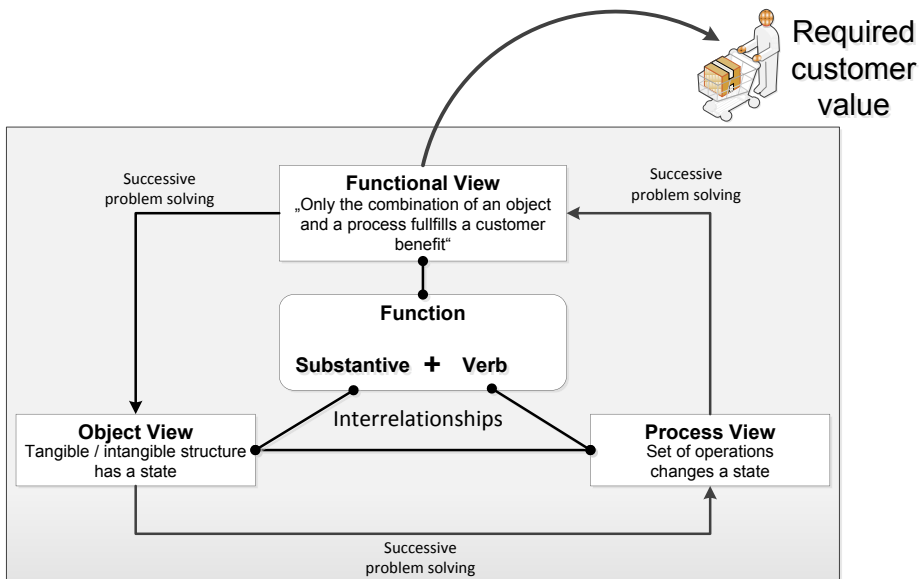 Required
customer
value
Successive
problem solving
Functional View
„Only the combination of an object
and a process fullfills a customer
benefit“
Successive
problem solving
Function
Substantive + Verb
Interrelationships
Object View
Tangible / intangible structure
has a state
Process View
Set of operations
changes a state
Successive
problem solving